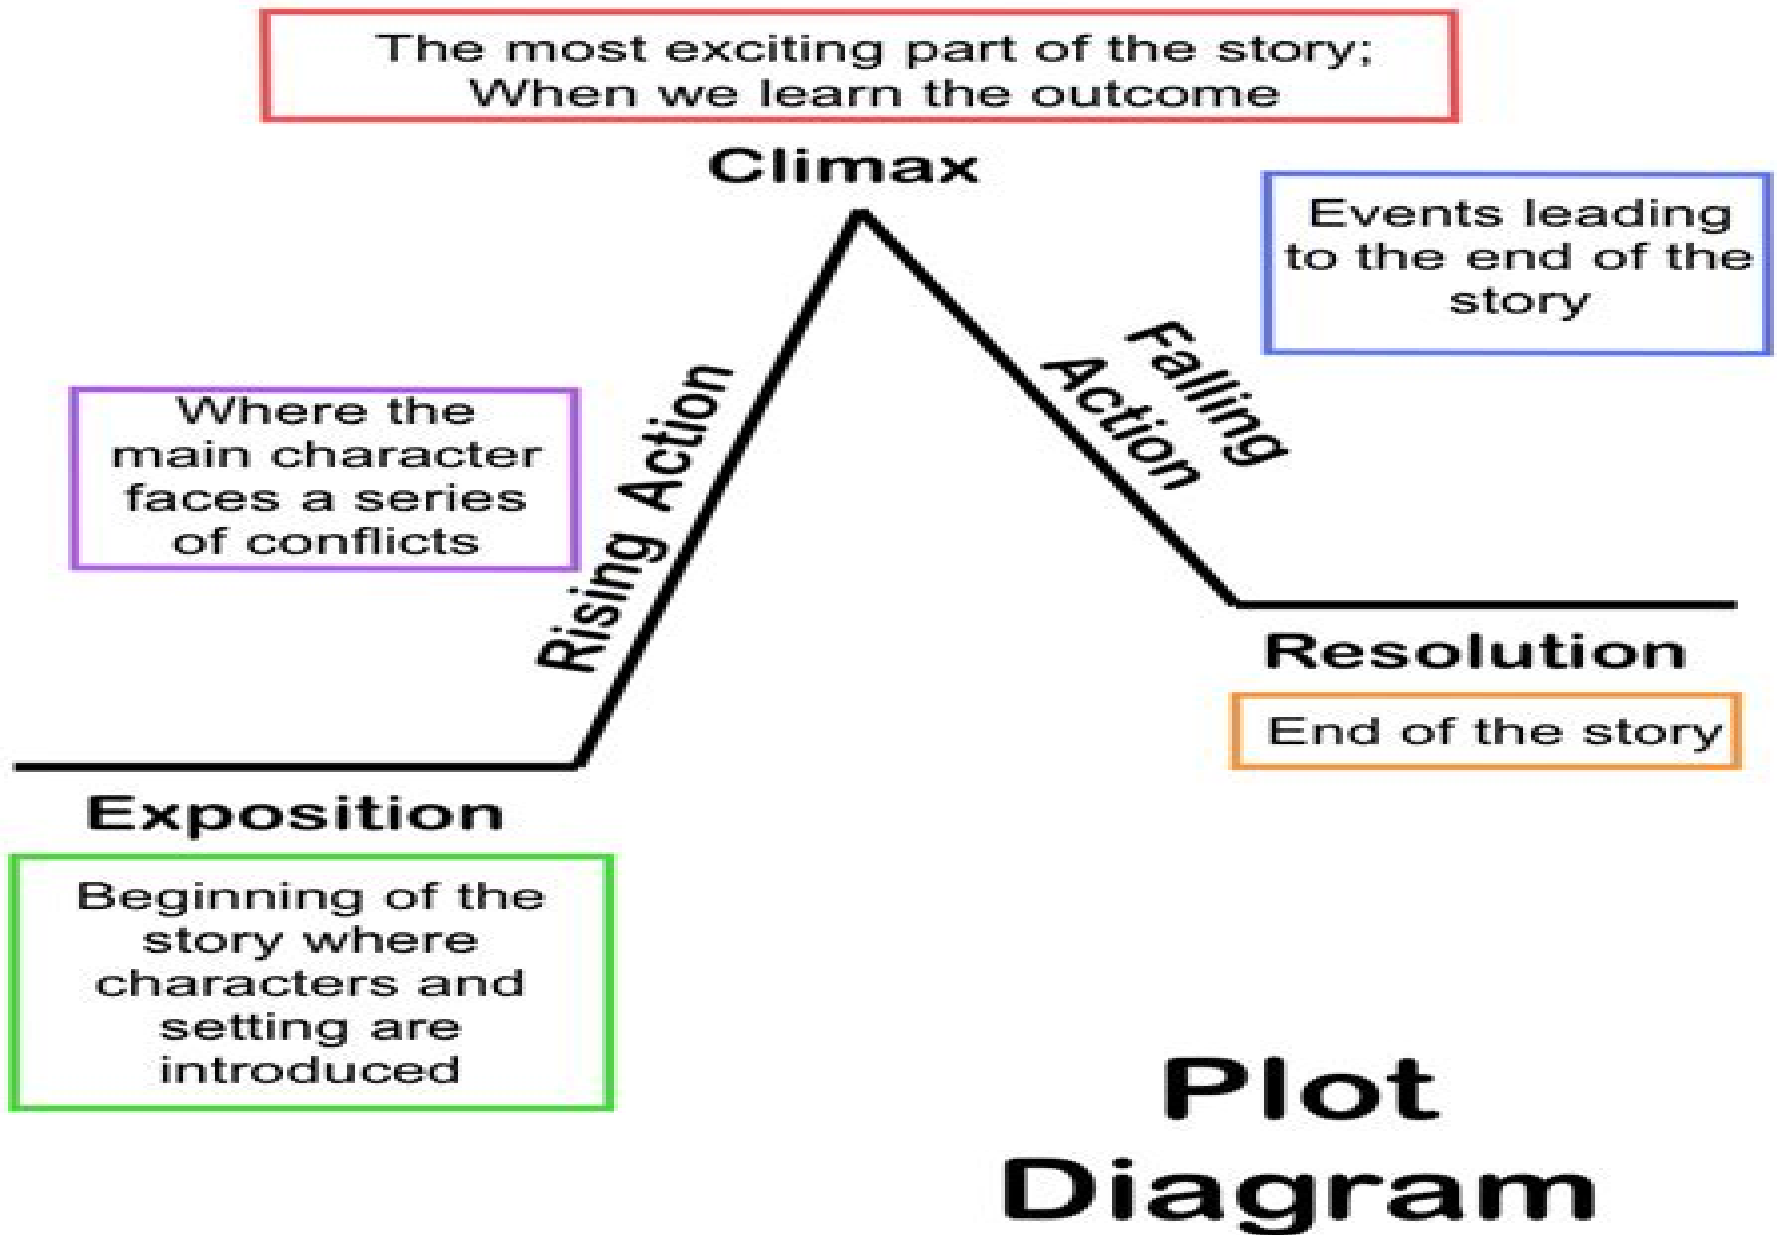 The most exciting part of the story;
When we learn the outcome
Climax
Events leading
to the end of the
story
Falling
Action
Where the
main character
faces a series
of conflicts
Rising Action
Resolution
End of the story
Exposition
Beginning of the
story where
characters and
setting are
introduced
Plot
Diagram